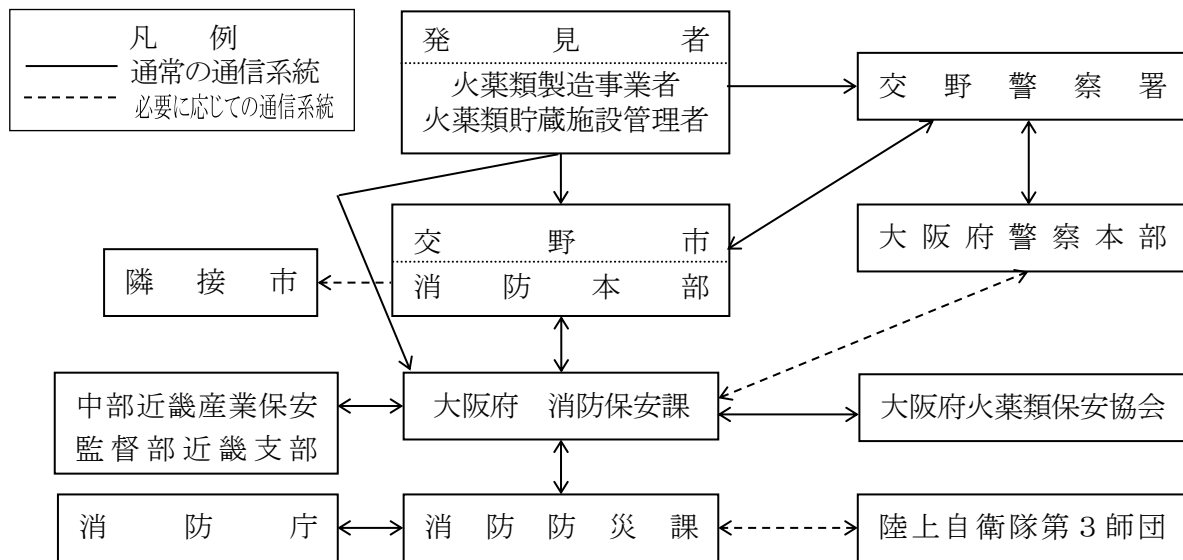 凡例
通常の通信系統
必要に応じての通信系統
発見者
火薬類製造事業者
火薬類貯蔵施設管理者
交野警察署
交野市
消防本部
大阪府警察本部
隣接市
中部近畿産業保安
監督部近畿支部
大阪府 消防保安課
大阪府火薬類保安協会
消防庁
消防防災課
陸上自衛隊第3師団